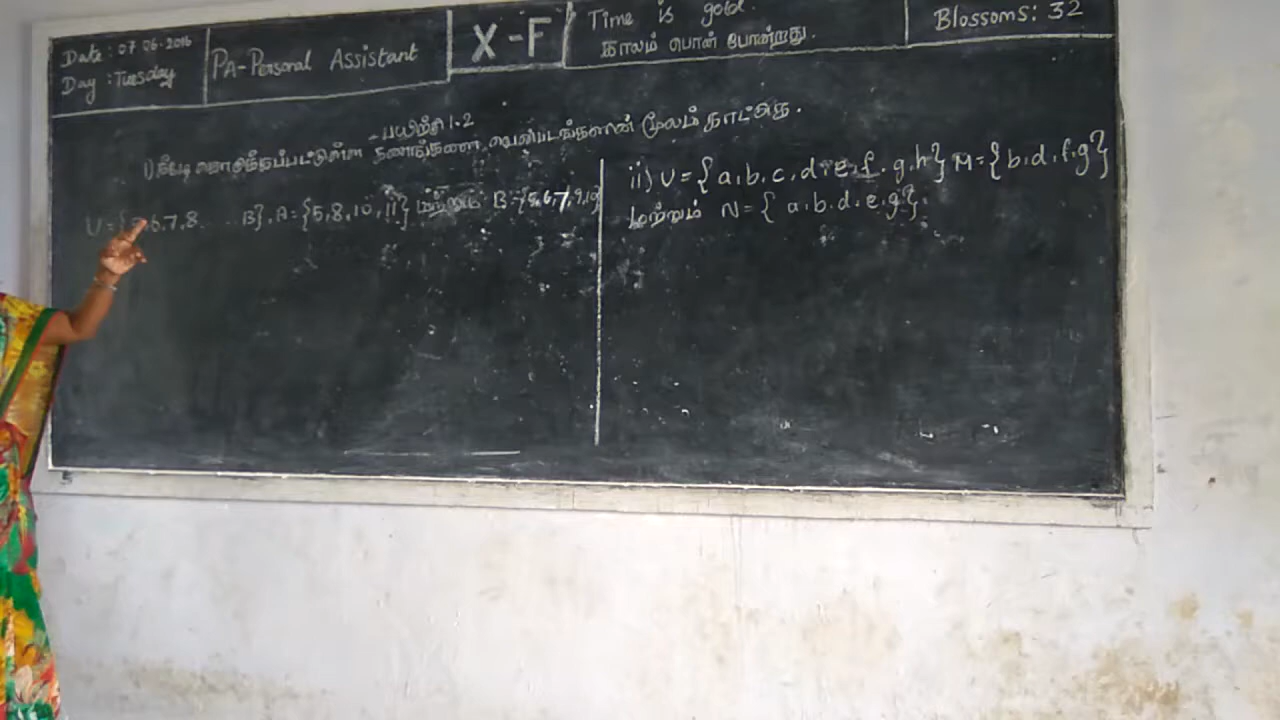 Date : 07.06.2016
Day : Tuesday
PA-Personal Assistant
X-F
Time is gold.
காலம் பொன் போன்றது.
Blossoms: 32
பயிற்சி 1.2
1) கீழே கொடுக்கப்பட்டுள்ள கணங்களை வெண்படங்களின் மூலம் காட்டுக.
U = {5,6,7,8. . . . 13}, A = {5,8,10,11} மற்றும் B = {5,6,7,9,10}
ii) U = {a,b,c,d,e,f,g,h} M = {b,d,f,g}
மற்றும் N = {a,b,d,e,g}.